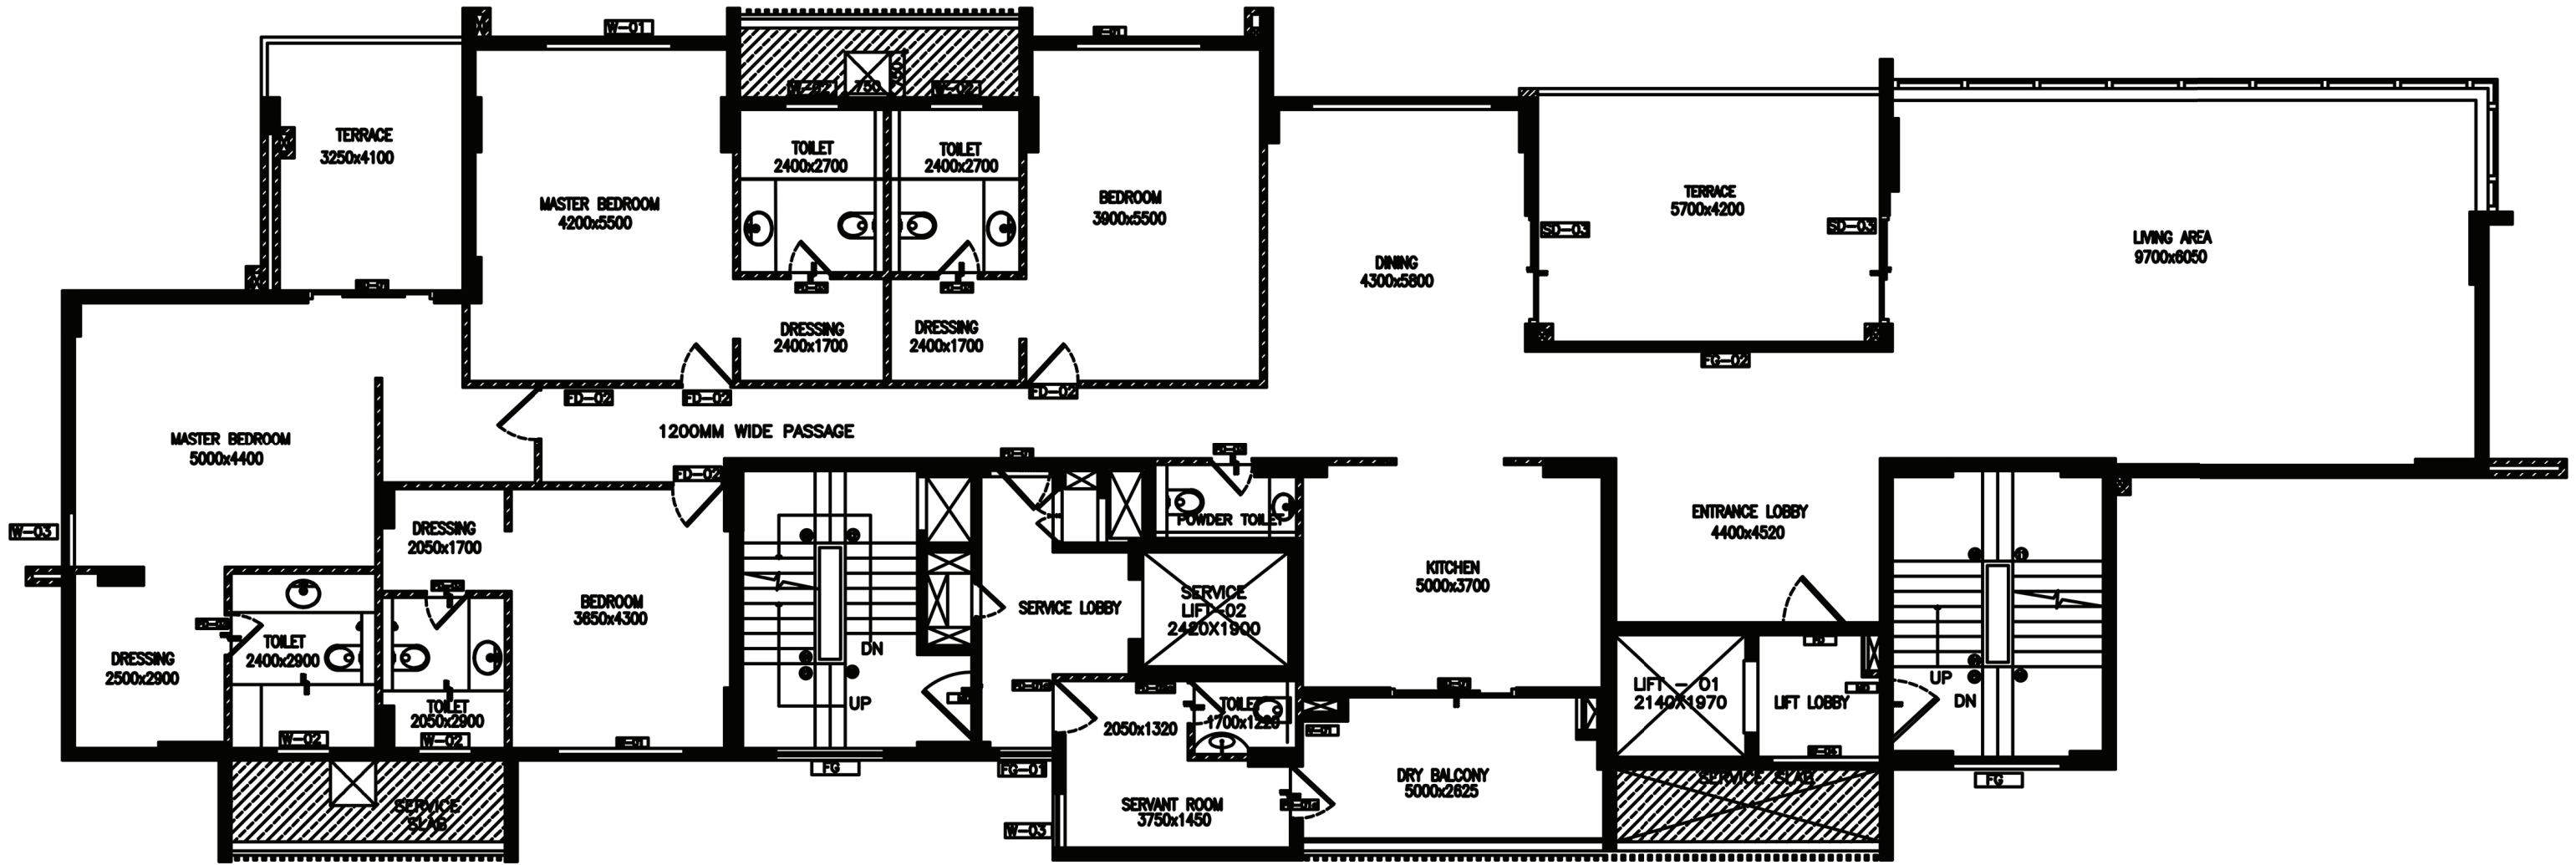 W-01
W-02
750
W-02
TERRACE
3250x4100
TOILET
2400x2700
TOILET
2400x2700
MASTER BEDROOM
4200x5500
BEDROOM
3900x5500
TERRACE
5700x4200
SD-03
SD-03
LIVING AREA
9700x6050
DINING
4300x5800
DRESSING
2400x1700
DRESSING
2400x1700
FG-02
FD-02
FD-02
FD-02
1200MM WIDE PASSAGE
MASTER BEDROOM
5000x4400
FD-02
W-03
DRESSING
2050x1700
POWDER TOILET
ENTRANCE LOBBY
4400x4520
KITCHEN
5000x3700
BEDROOM
3650x4300
SERVICE LOBBY
SERVICE
LIFT-02
2420X1900
TOILET
2400x2900
DRESSING
2500x2900
DN
UP
TOILET
2050x2900
W-02
W-02
2050x1320
TOILET
1700x1220
LIFT - 01
2140X1970
LIFT LOBBY
UP
DN
FG
FG-01
DRY BALCONY
5000x2625
SERVICE SLAB
FG
SERVICE
SLAB
SERVANT ROOM
3750x1450
W-03